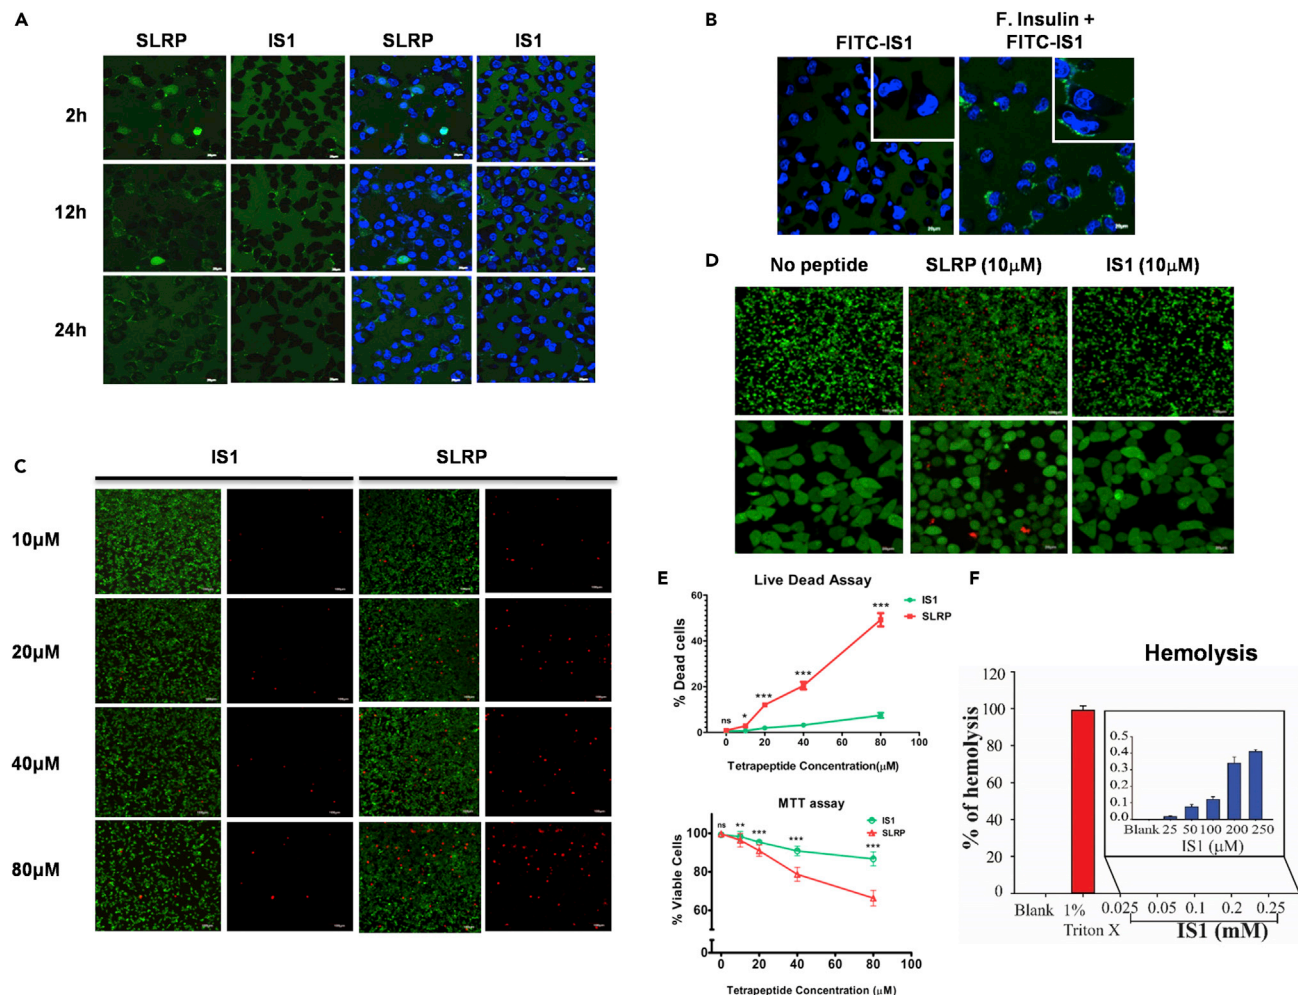 A
SLRP IS1 SLRP IS1
2h
12h
24h
B
FITC-IS1
F. Insulin +
FITC-IS1
D
No peptide SLRP (10μM) IS1 (10μM)
C
IS1 SLRP
10μM
20μM
40μM
80μM
E
Live Dead Assay
IS1
SLRP
% Dead cells
60
40
20
0
ns * *** *** ***
0 20 40 60 80 100
Tetrapeptide Concentration(μM)
MTT assay
IS1
SLRP
% Viable Cells
100
80
60
0
ns ** *** *** ***
0 20 40 60 80 100
Tetrapeptide Concentration (μM)
F
Hemolysis
% of hemolysis
120
100
80
60
40
20
0
0.5
0.4
0.3
0.2
0.1
0.0
Blank 25 50 100 200 250
IS1 (μM)
Blank 1% 0.025 0.05 0.1 0.2 0.25
Triton X IS1 (mM)